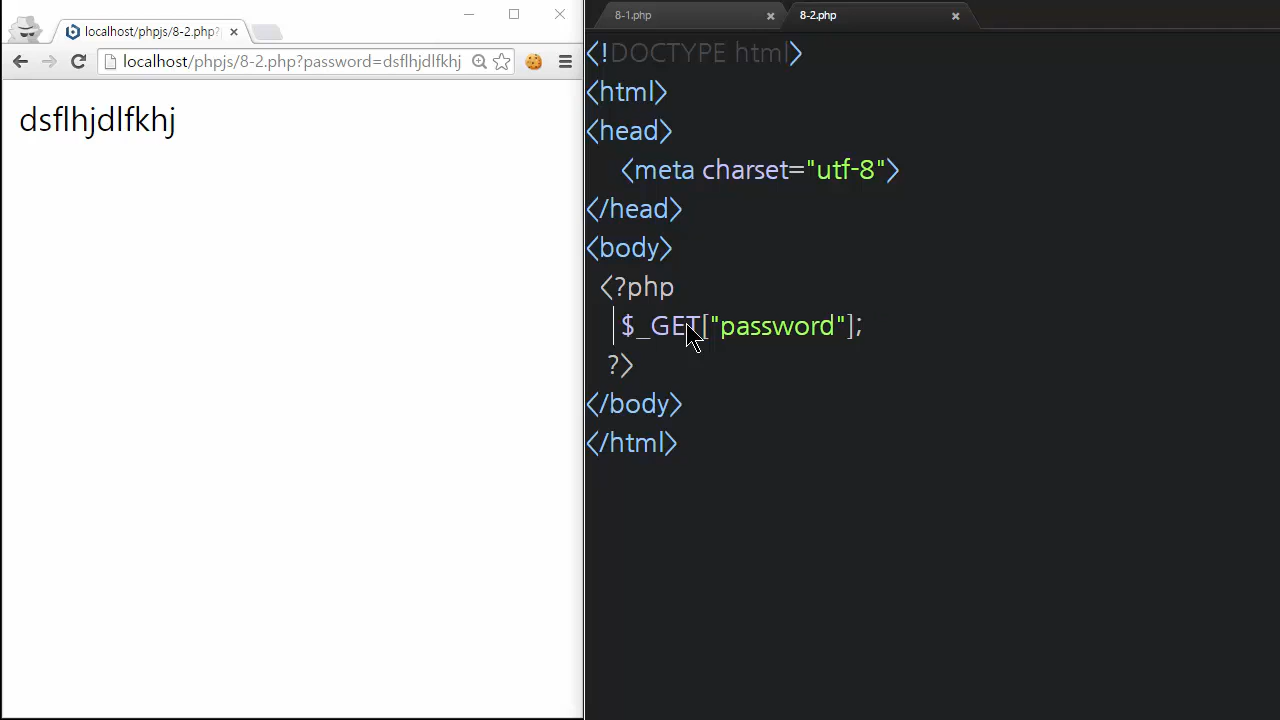 localhost/phpjs/8-2.php?
localhost/phpjs/8-2.php?password=dsflhjdlfkhj
dsflhjdlfkhj
8-1.php
8-2.php
<!DOCTYPE html>
<html>
<head>
<meta charset="utf-8">
</head>
<body>
<?php
$_GET["password"];
?>
</body>
</html>